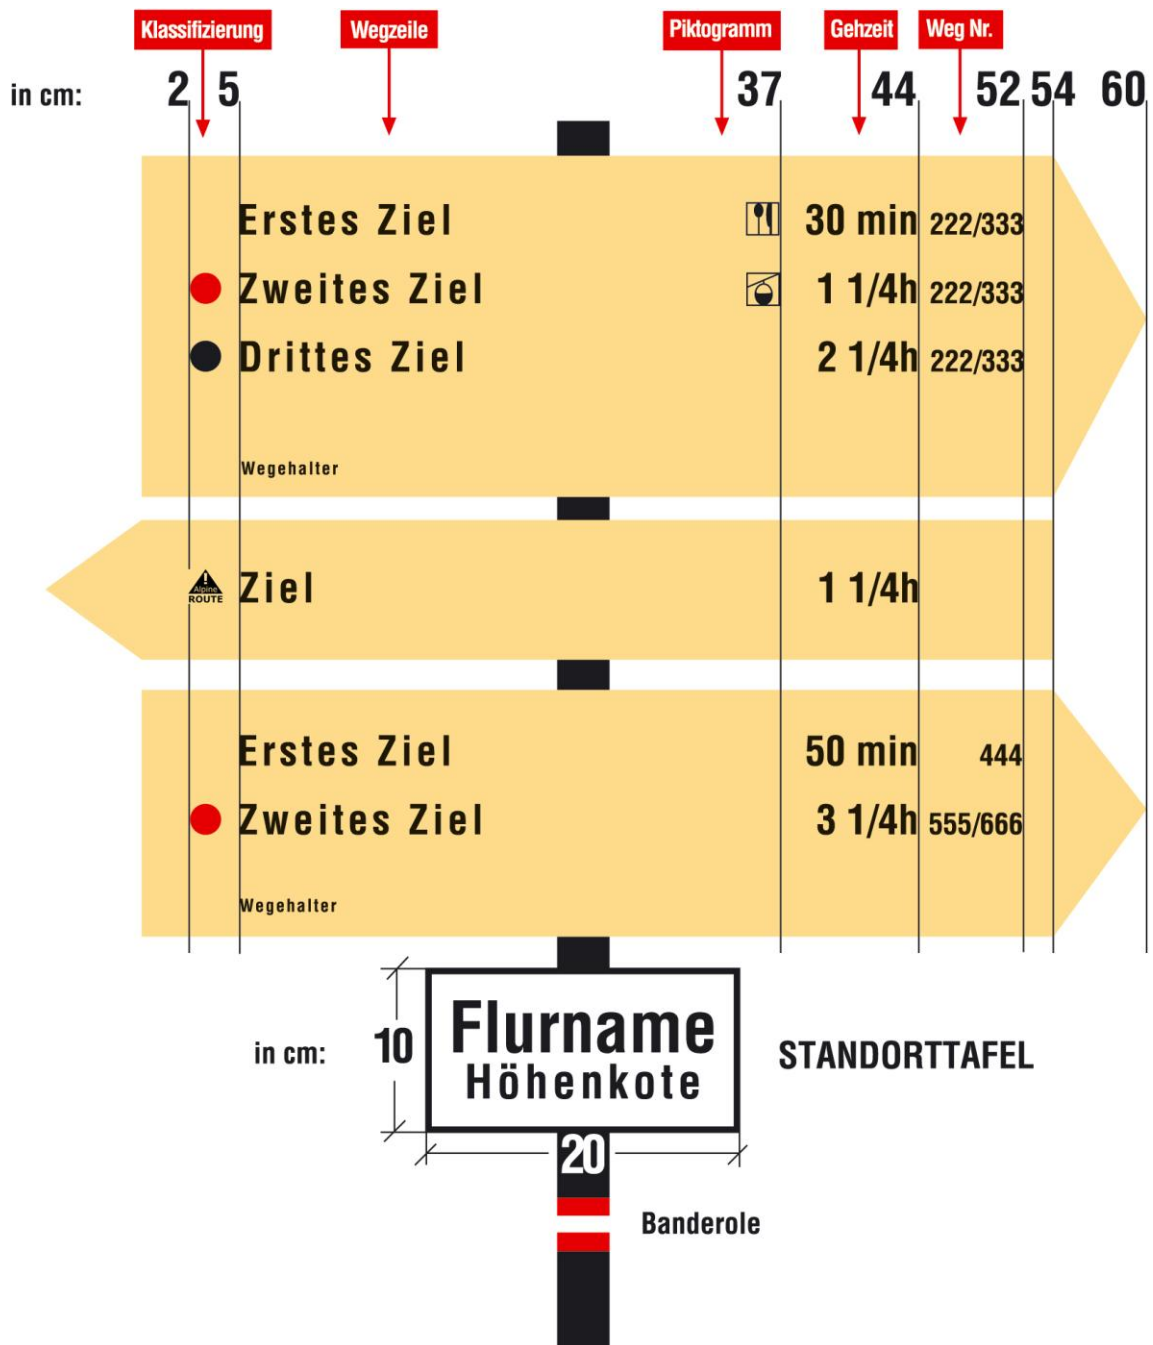 Klassifizierung Wegzeile Piktogramm Gehzeit Weg Nr.
in cm: 2 5 37 44 52 54 60
Erstes Ziel 30 min 222/333
Zweites Ziel 1 1/4h 222/333
Drittes Ziel 2 1/4h 222/333
Wegehalter
! Alpine ROUTE Ziel 1 1/4h
Erstes Ziel 50 min 444
Zweites Ziel 3 1/4h 555/666
Wegehalter
Flurname
in cm: 10 Höhenkote STANDORTTAFEL
20
Banderole